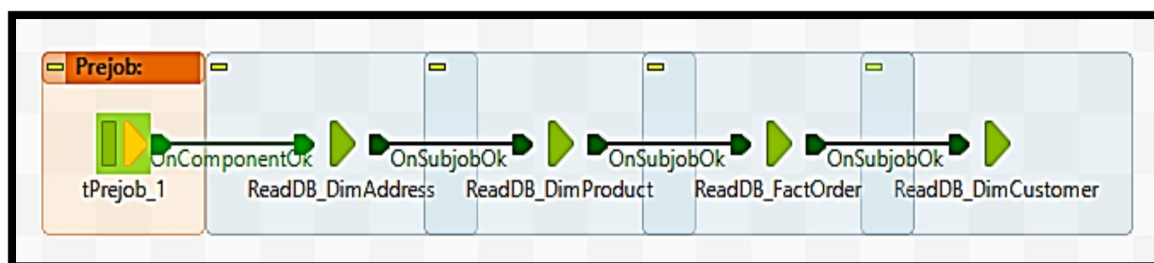 Prejob:
OnComponentOk
OnSubjobOk
OnSubjobOk
OnSubjobOk
tPrejob_1
ReadDB_DimAddress
ReadDB_DimProduct
ReadDB_FactOrder
ReadDB_DimCustomer